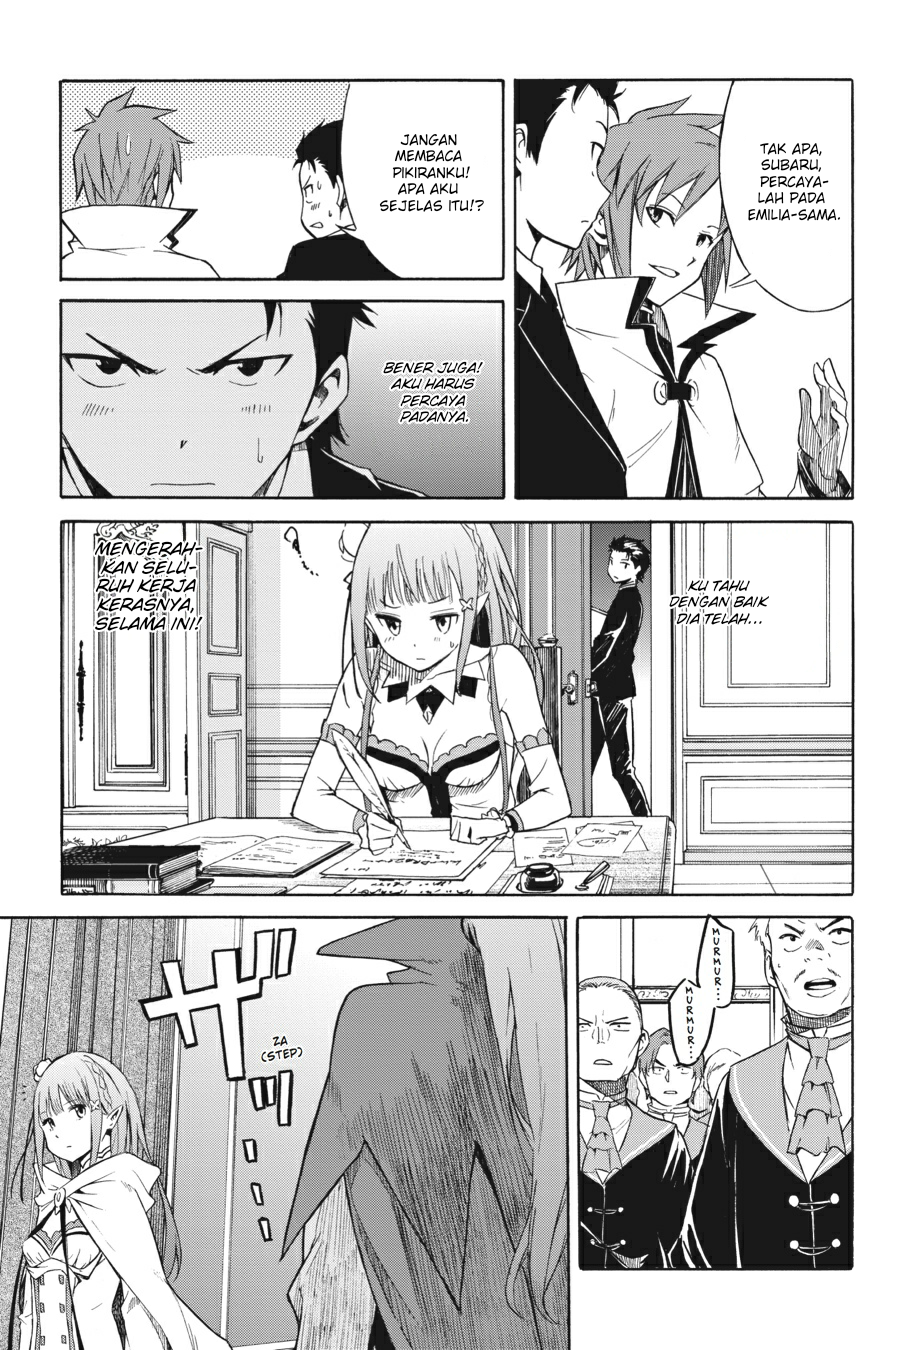 TAK APA,
SUBARU,
PERCAYA-
LAH PADA
EMILIA-SAMA.
JANGAN
MEMBACA
PIKIRANKU!
APA AKU
SEJELAS ITU!?
BENER JUGA!
AKU HARUS
PERCAYA
PADANYA.
KU TAHU
DENGAN BAIK
DIA TELAH...
MENGERAH-
KAN SELU-
RUH KERJA
KERASNYA,
SELAMA INI!
MURMUR...
MURMUR...
ザッ
ZA
(STEP)